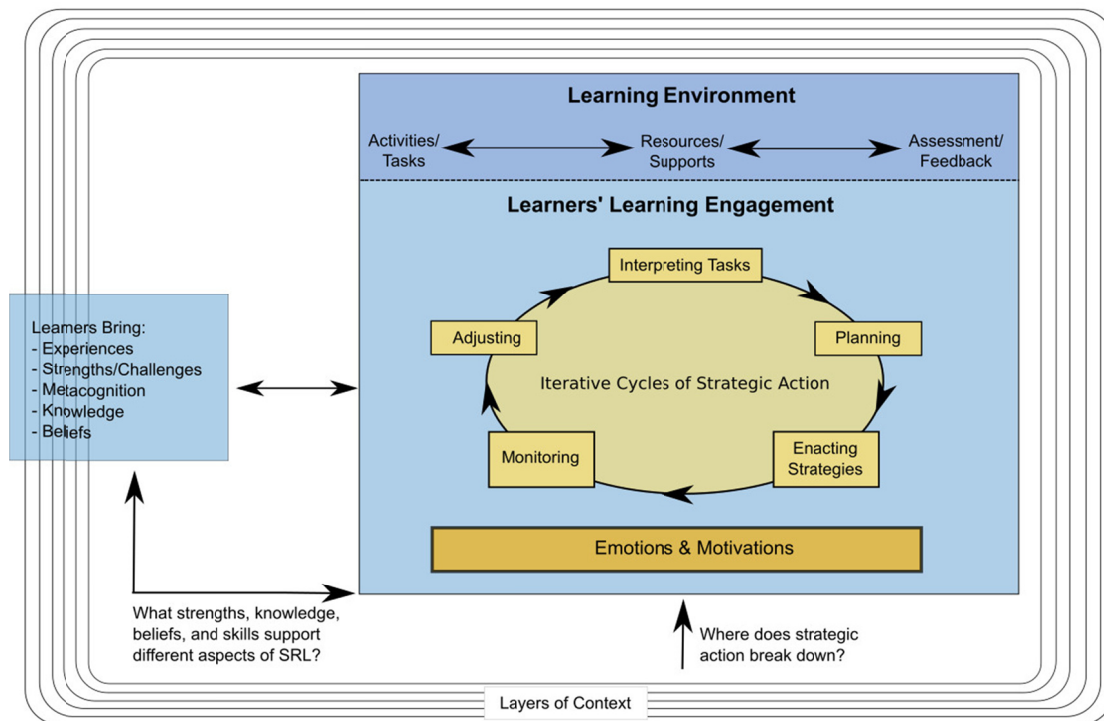 Learning Environment
Activities/
Tasks
Resources/
Supports
Assessment/
Feedback
Learners' Learning Engagement
Interpreting Tasks
Adjusting
Planning
Iterative Cycles of Strategic Action
Monitoring
Enacting
Strategies
Emotions & Motivations
Learners Bring:
- Experiences
- Strengths/Challenges
- Metacognition
- Knowledge
- Beliefs
What strengths, knowledge,
beliefs, and skills support
different aspects of SRL?
Where does strategic
action break down?
Layers of Context